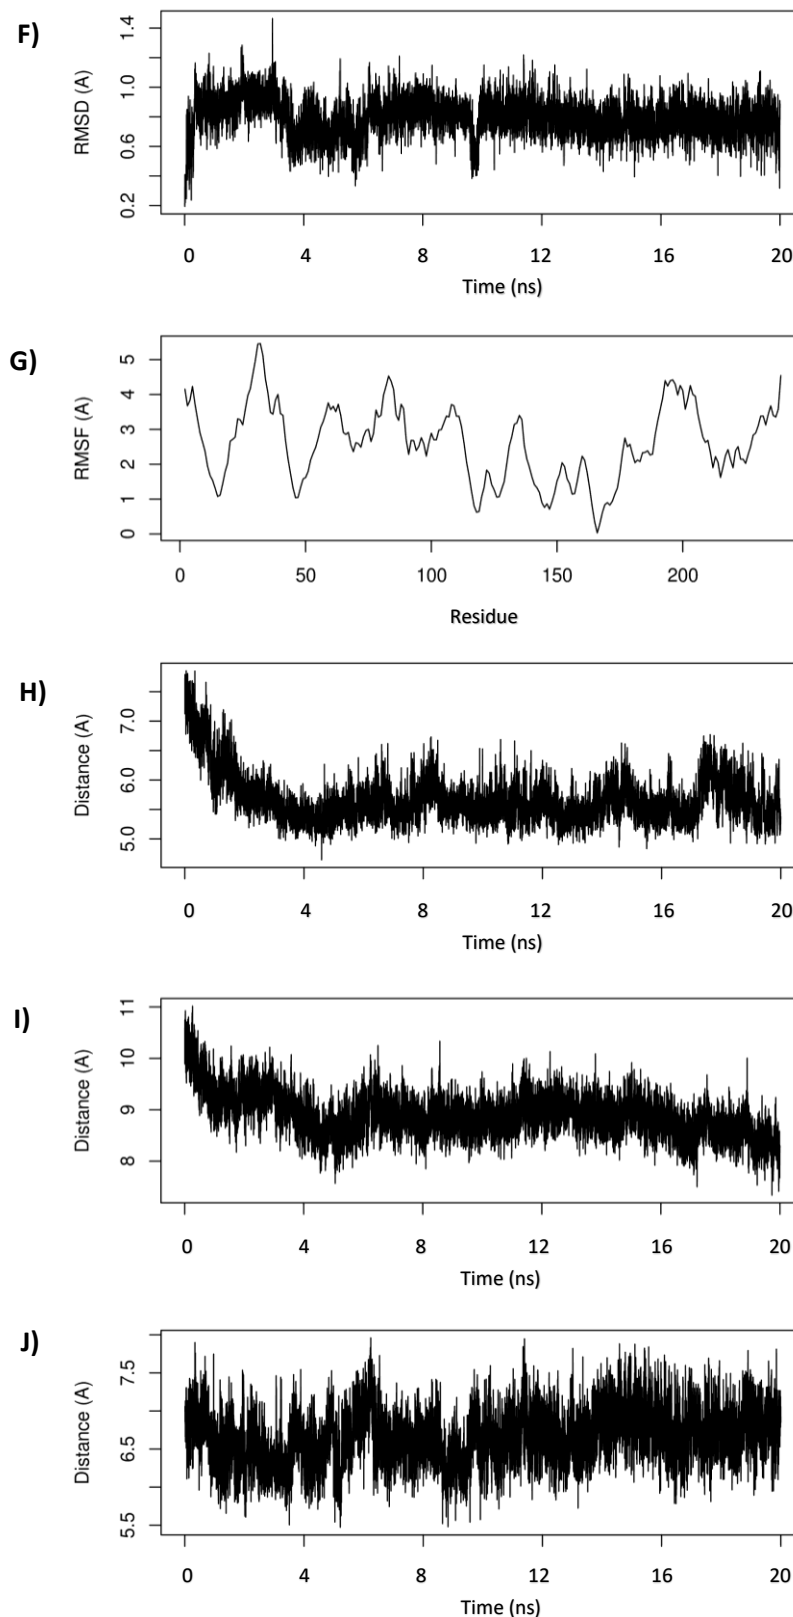 F)
RMSD (A)
1.4
1.0
0.6
0.2
0 4 8 12 16 20
Time (ns)
G)
RMSF (A)
5
4
3
2
1
0
0 50 100 150 200
Residue
H)
Distance (A)
7.0
6.0
5.0
0 4 8 12 16 20
Time (ns)
I)
Distance (A)
11
10
9
8
0 4 8 12 16 20
Time (ns)
J)
Distance (A)
7.5
6.5
5.5
0 4 8 12 16 20
Time (ns)